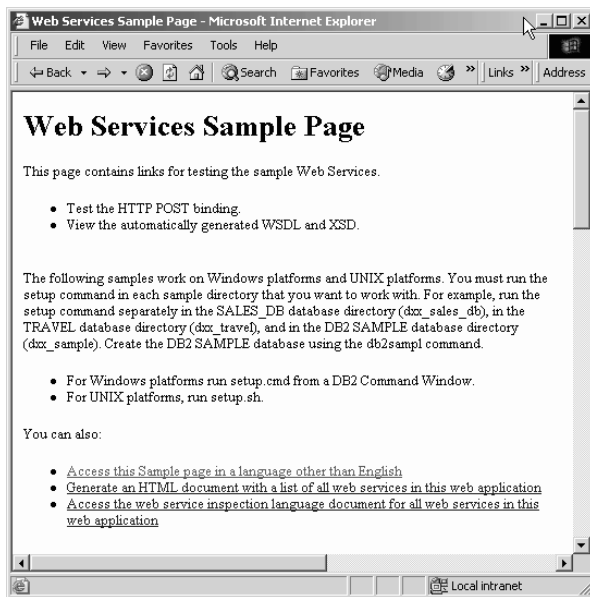 Web Services Sample Page - Microsoft Internet Explorer
File Edit View Favorites Tools Help
Back Search Favorites Media » Links » Address
Web Services Sample Page
This page contains links for testing the sample Web Services.
• Test the HTTP POST binding.
• View the automatically generated WSDL and XSD.
The following samples work on Windows platforms and UNIX platforms. You must run the
setup command in each sample directory that you want to work with. For example, run the
setup command separately in the SALES_DB database directory (dxx_sales_db), in the
TRAVEL database directory (dxx_travel), and in the DB2 SAMPLE database directory
(dxx_sample). Create the DB2 SAMPLE database using the db2sampl command.
• For Windows platforms run setup.cmd from a DB2 Command Window.
• For UNIX platforms, run setup.sh.
You can also:
• Access this Sample page in a language other than English
• Generate an HTML document with a list of all web services in this web application
• Access the web service inspection language document for all web services in this
web application
Local intranet